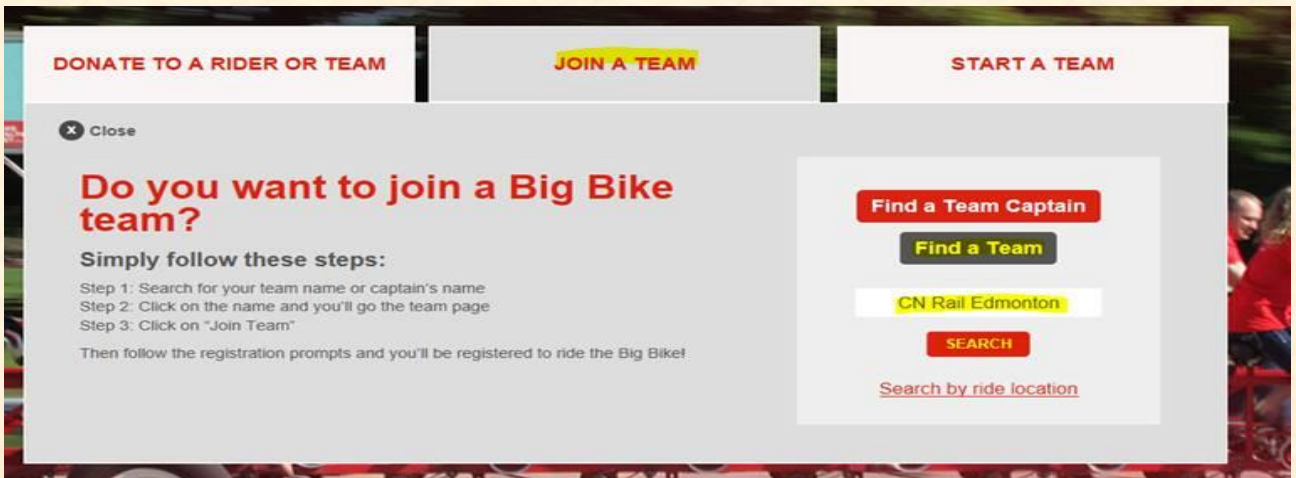 DONATE TO A RIDER OR TEAM
JOIN A TEAM
START A TEAM
Close
Do you want to join a Big Bike
team?
Simply follow these steps:
Step 1: Search for your team name or captain's name
Step 2: Click on the name and you'll go the team page
Step 3: Click on "Join Team"
Then follow the registration prompts and you'll be registered to ride the Big Bike!
Find a Team Captain
Find a Team
CN Rail Edmonton
SEARCH
Search by ride location